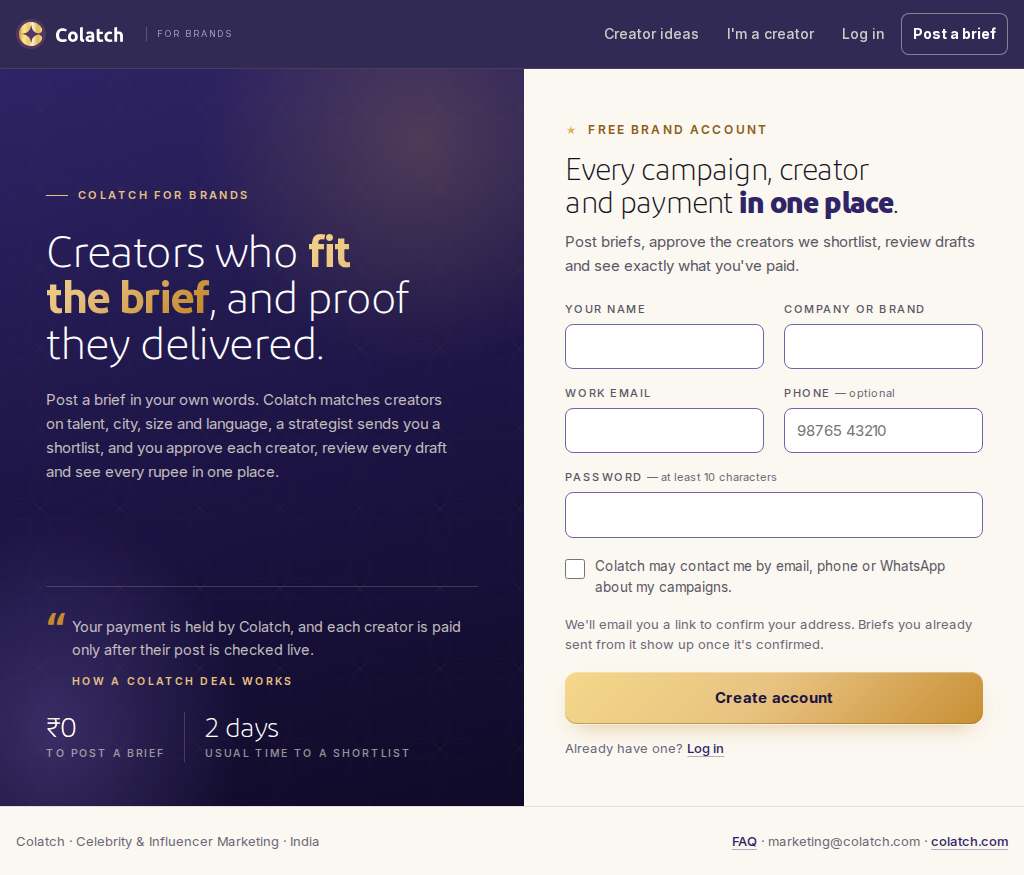 Colatch
FOR BRANDS
Creator ideas
I'm a creator
Log in
Post a brief
COLATCH FOR BRANDS
Creators who fit
the brief, and proof
they delivered.
Post a brief in your own words. Colatch matches creators
on talent, city, size and language, a strategist sends you a
shortlist, and you approve each creator, review every draft
and see every rupee in one place.
“ Your payment is held by Colatch, and each creator is paid
only after their post is checked live.
HOW A COLATCH DEAL WORKS
₹0
TO POST A BRIEF
2 days
USUAL TIME TO A SHORTLIST
★ FREE BRAND ACCOUNT
Every campaign, creator
and payment in one place.
Post briefs, approve the creators we shortlist, review drafts
and see exactly what you've paid.
YOUR NAME
COMPANY OR BRAND
WORK EMAIL
PHONE — optional
98765 43210
PASSWORD — at least 10 characters
Colatch may contact me by email, phone or WhatsApp
about my campaigns.
We'll email you a link to confirm your address. Briefs you already
sent from it show up once it's confirmed.
Create account
Already have one? Log in
Colatch · Celebrity & Influencer Marketing · India
FAQ · marketing@colatch.com · colatch.com